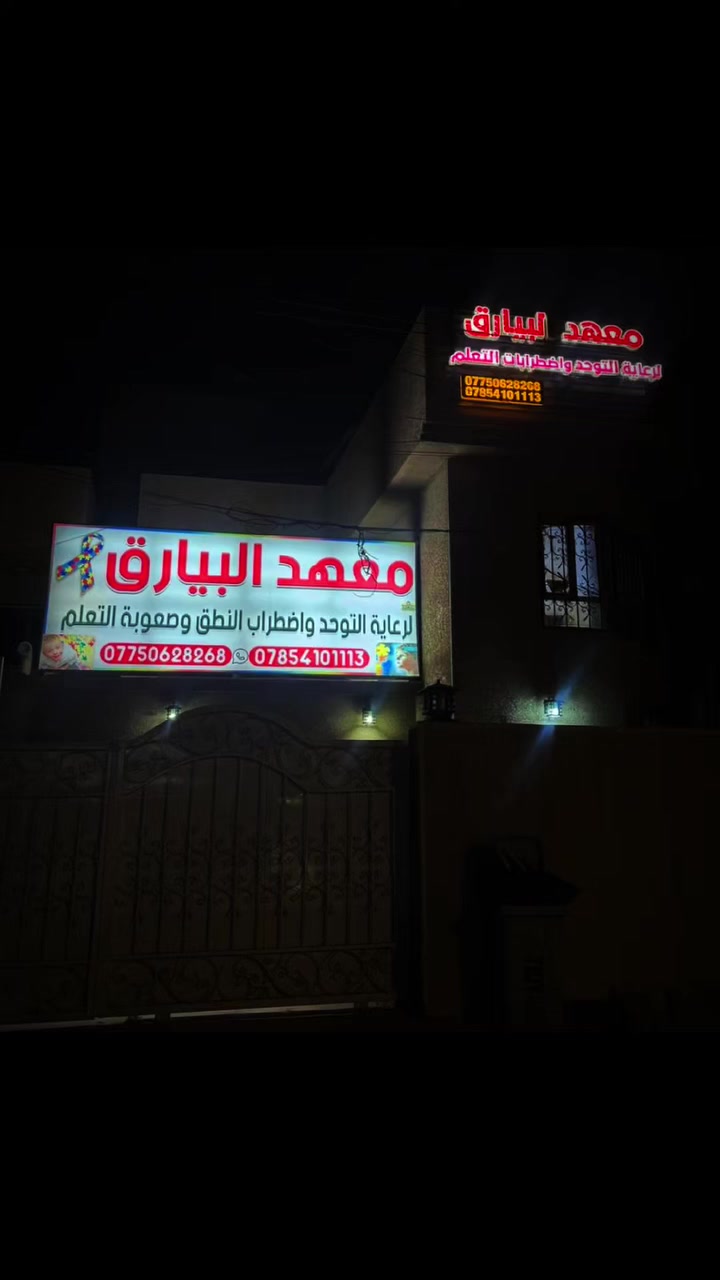 معهد البيارق
لرعاية التوحد واضطرابات التعلم
07750628268
07854101113
معهد البيارق
لرعاية التوحد واضطراب النطق وصعوبة التعلم
07750628268 07854101113